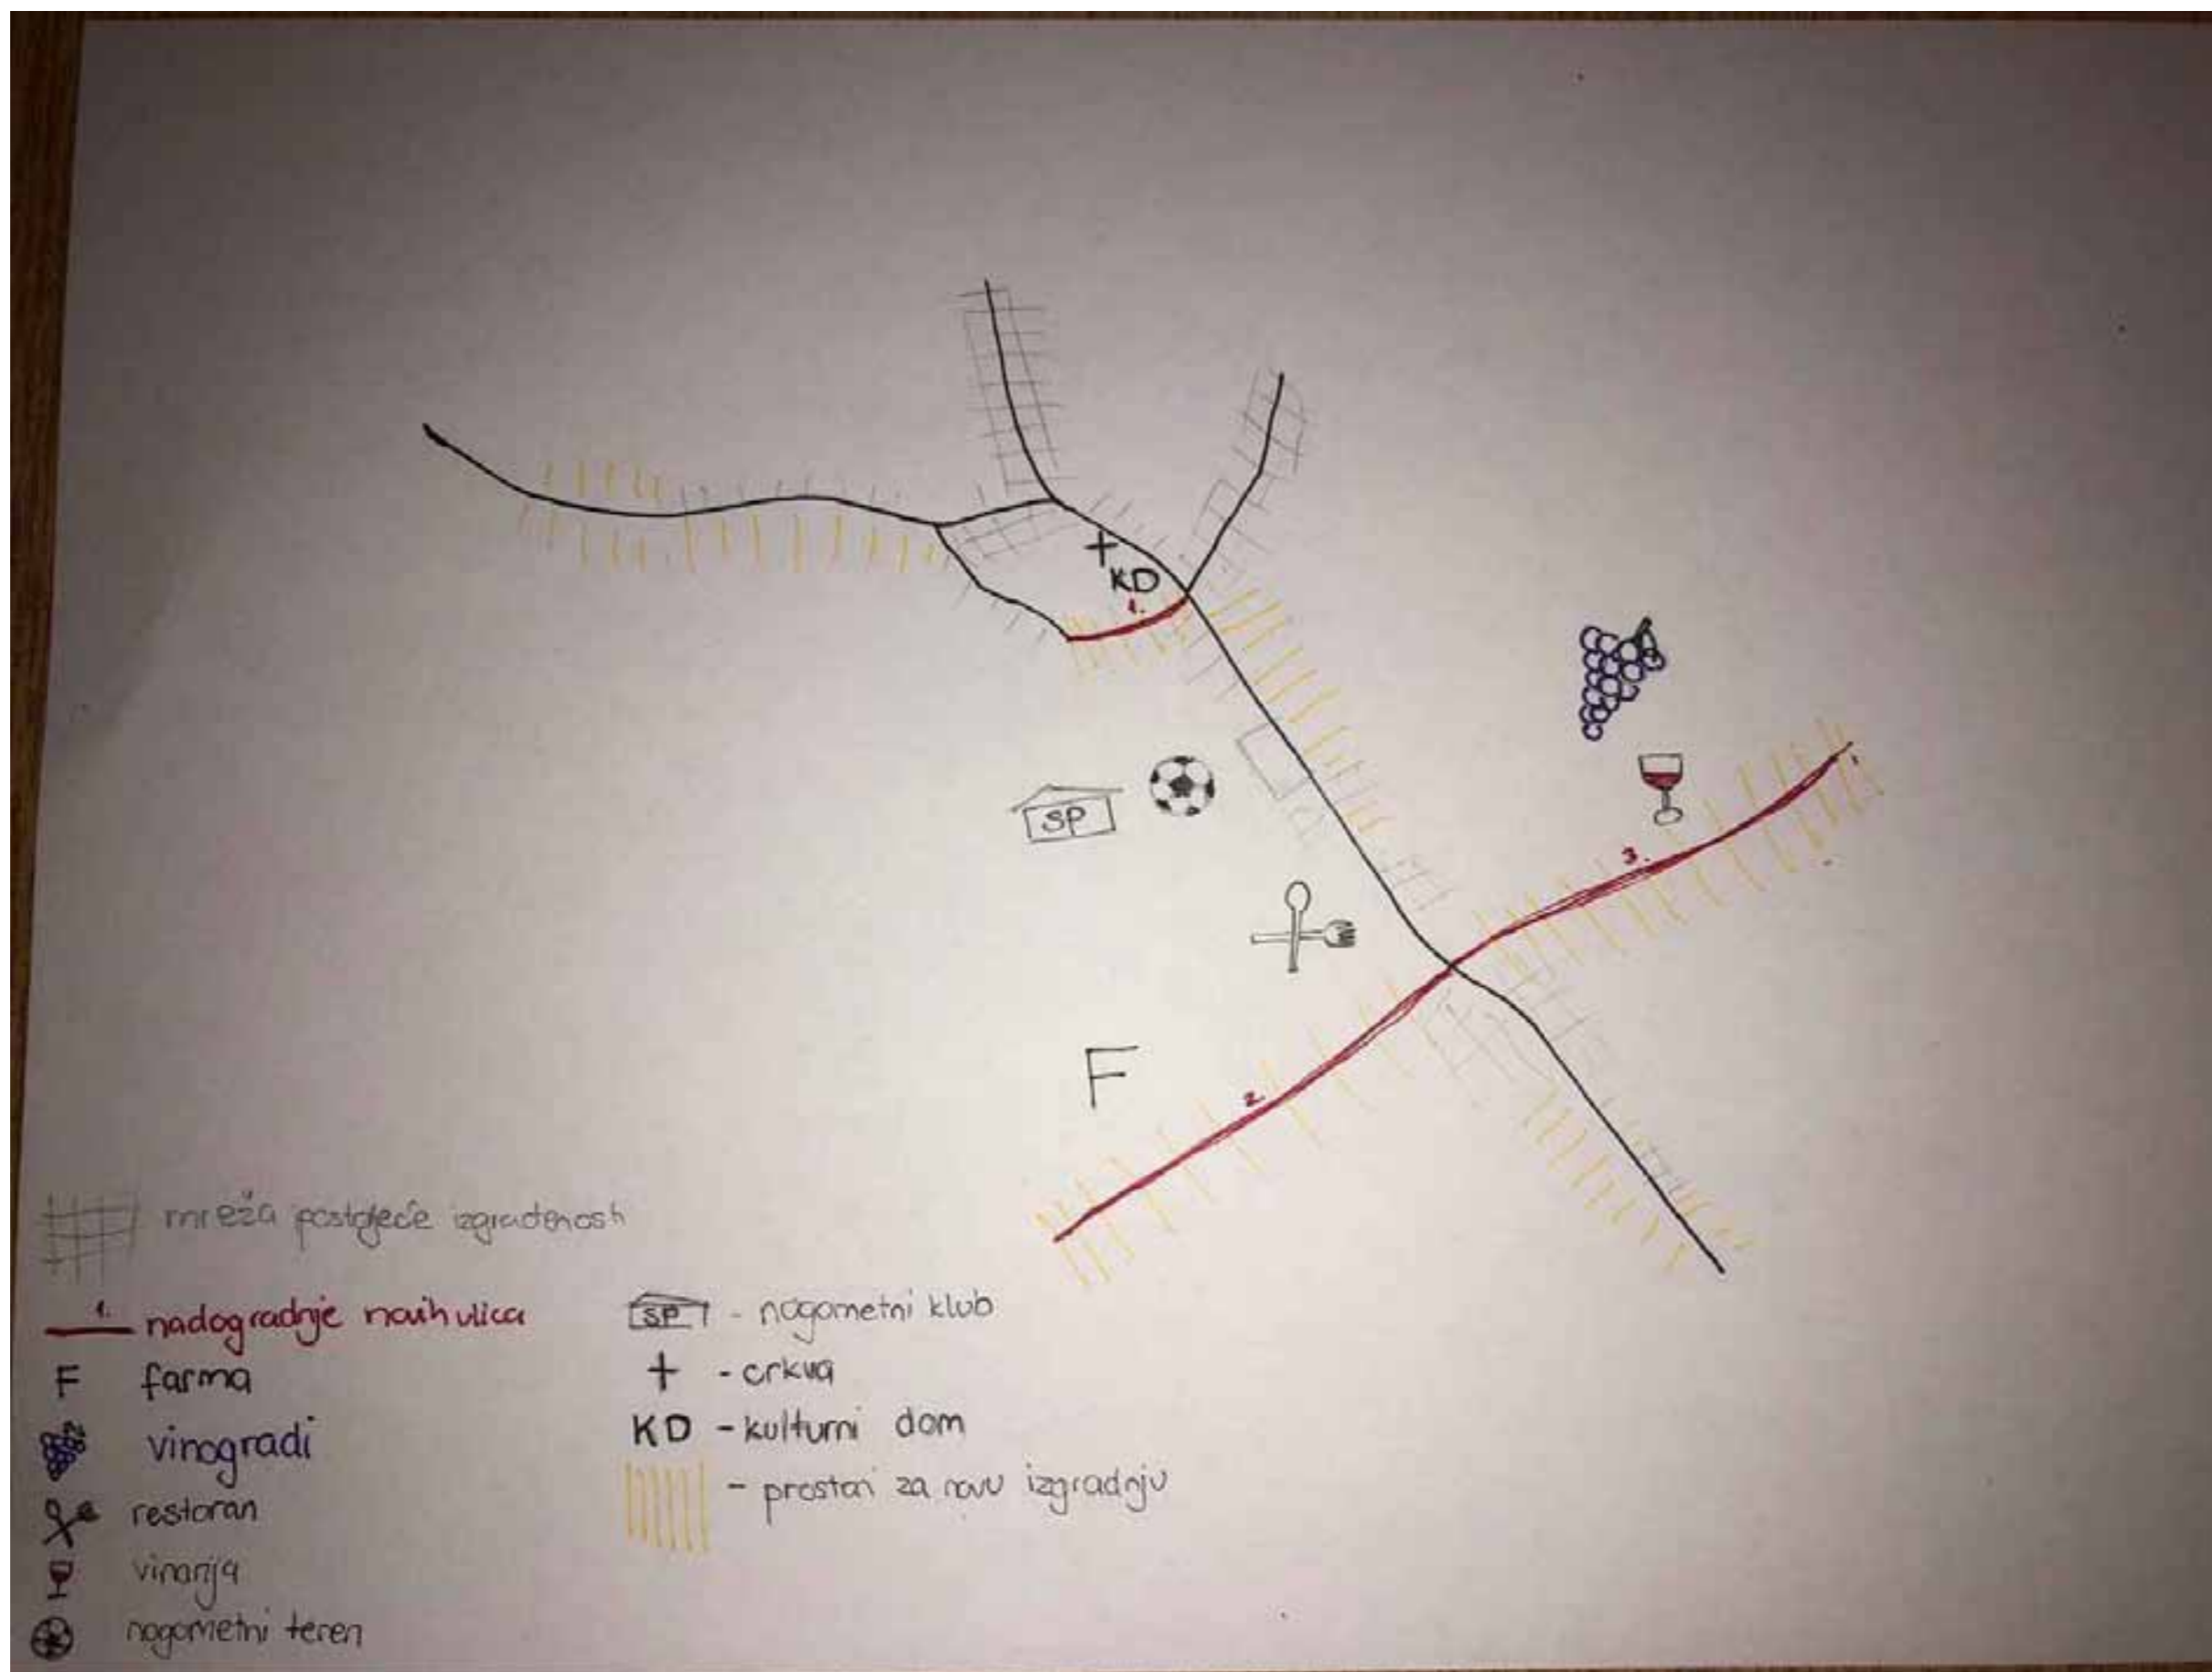 +
KD
1.
SP
3.
F
2.
mreža postojeće izgrađenosti
1. nadogradnje novih ulica
F farma
vinogradi
restoran
vinarija
nogometni teren
SP - nogometni klub
+ - crkva
KD - kulturni dom
- prostori za novu izgradnju